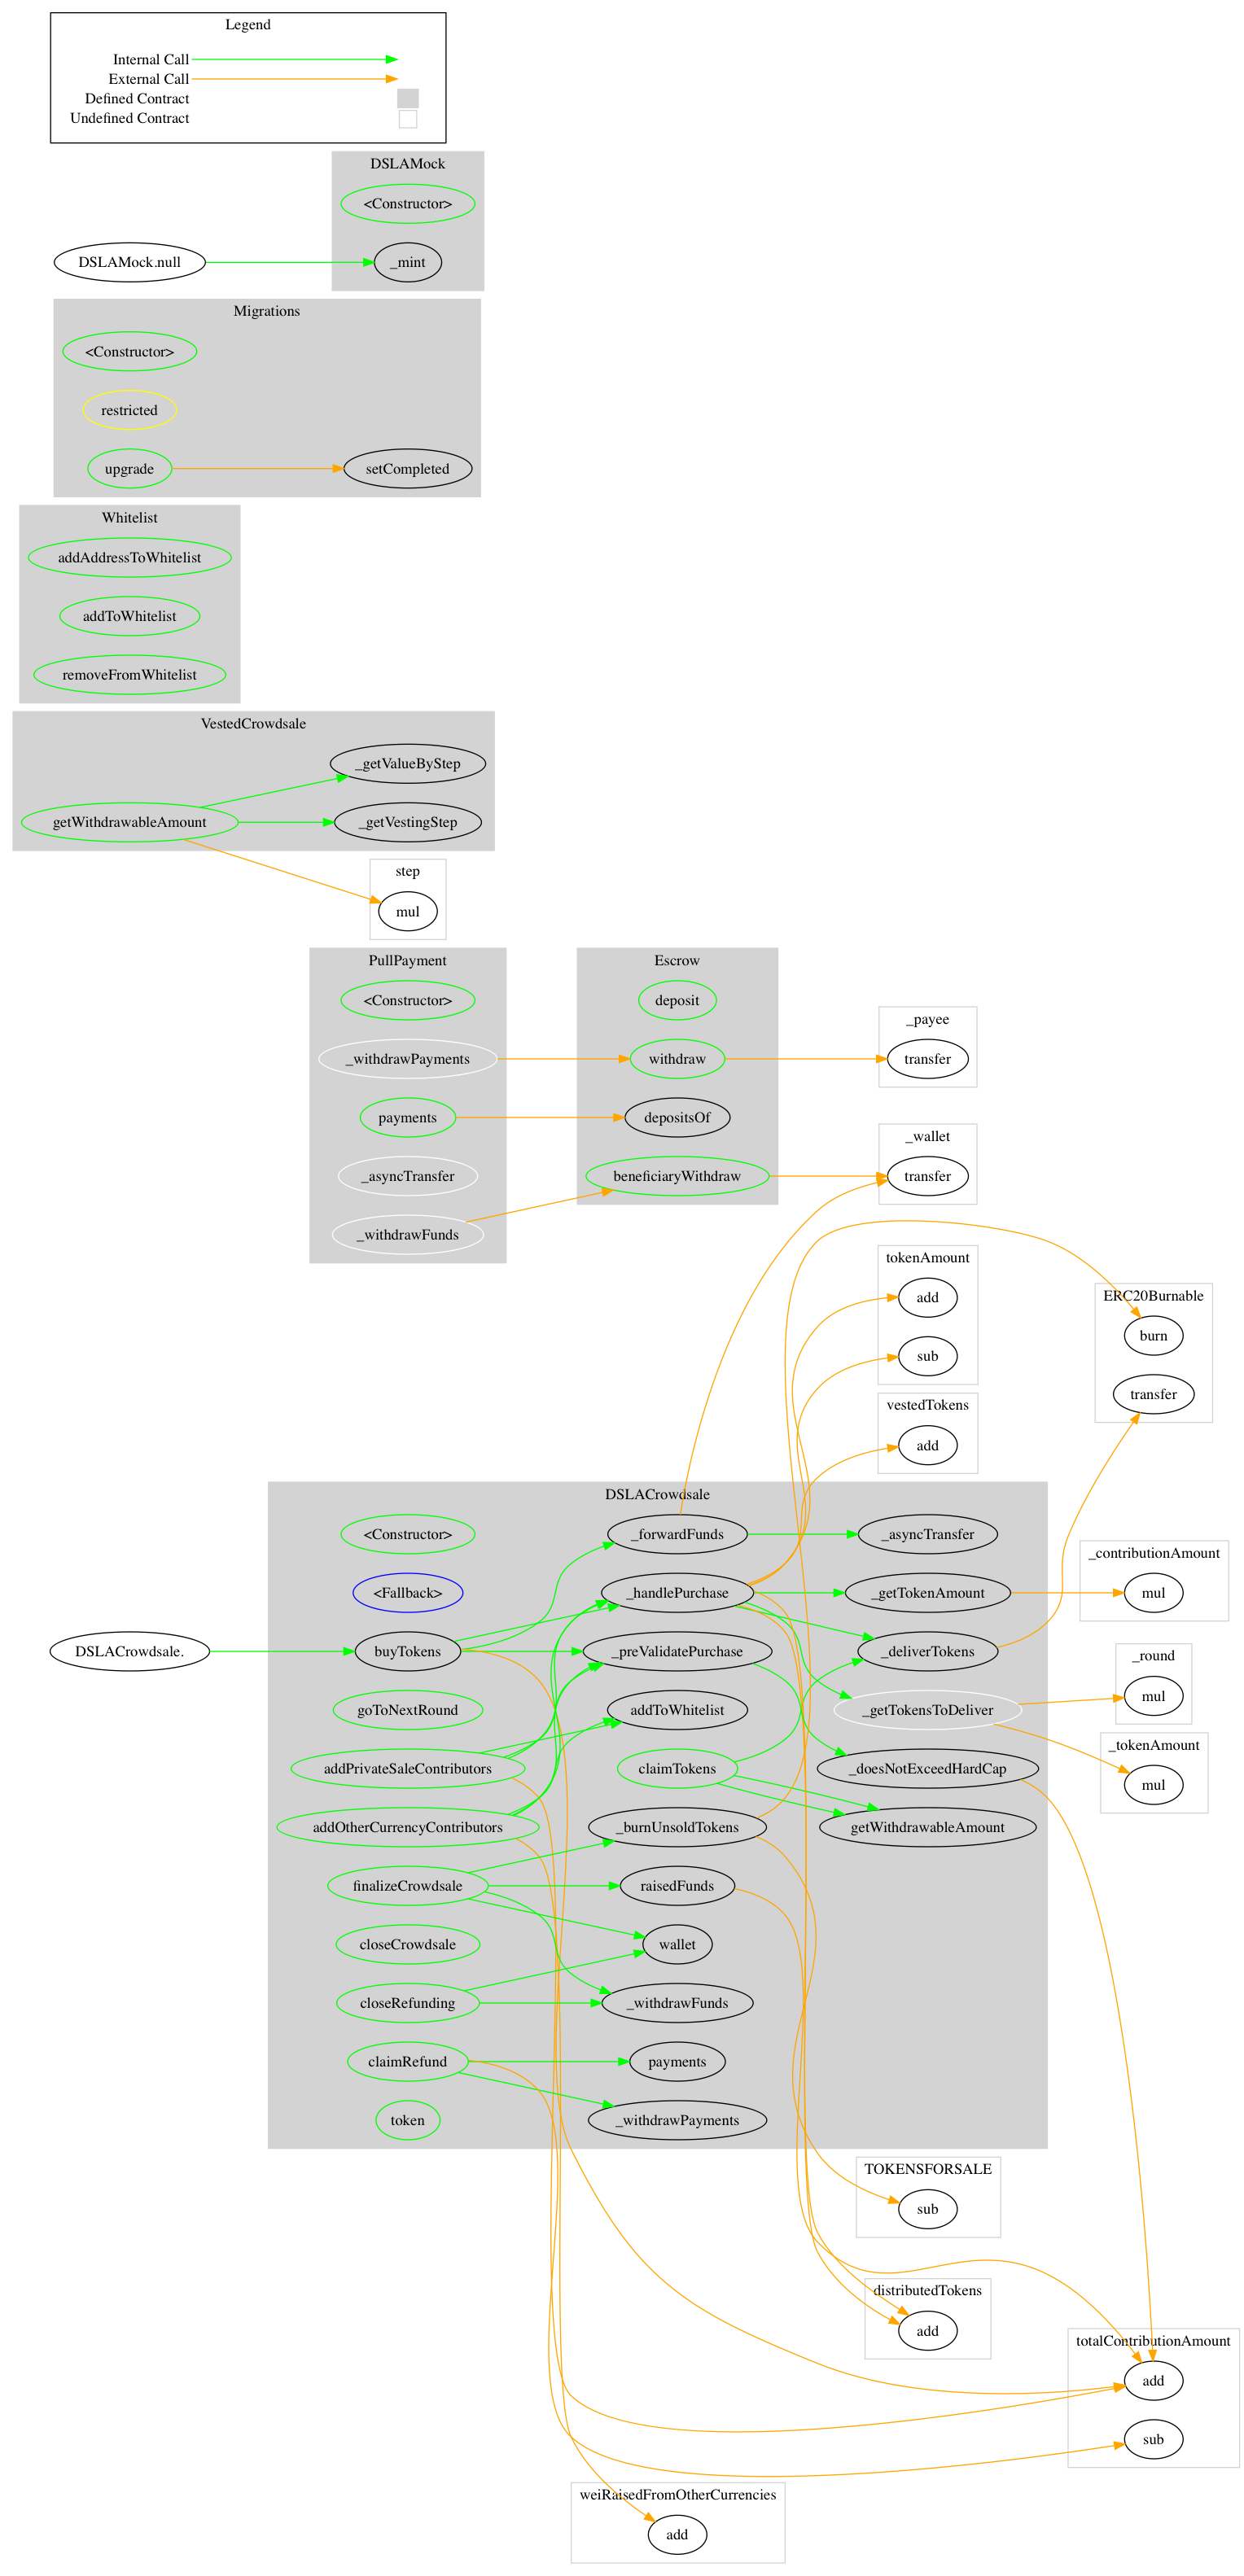 Legend
Internal Call
External Call
Defined Contract
Undefined Contract
DSLAMock
<Constructor>
DSLAMock.null
_mint
Migrations
<Constructor>
restricted
upgrade
setCompleted
Whitelist
addAddressToWhitelist
addToWhitelist
removeFromWhitelist
VestedCrowdsale
_getValueByStep
getWithdrawableAmount
_getVestingStep
step
mul
PullPayment
<Constructor>
_withdrawPayments
payments
_asyncTransfer
_withdrawFunds
Escrow
deposit
withdraw
depositsOf
beneficiaryWithdraw
_payee
transfer
_wallet
transfer
tokenAmount
add
sub
ERC20Burnable
burn
transfer
vestedTokens
add
DSLACrowdsale
<Constructor>
<Fallback>
DSLACrowdsale.
buyTokens
goToNextRound
addPrivateSaleContributors
addOtherCurrencyContributors
finalizeCrowdsale
closeCrowdsale
closeRefunding
claimRefund
token
_forwardFunds
_handlePurchase
_preValidatePurchase
addToWhitelist
claimTokens
_burnUnsoldTokens
raisedFunds
wallet
_withdrawFunds
payments
_withdrawPayments
_asyncTransfer
_getTokenAmount
_deliverTokens
_getTokensToDeliver
_doesNotExceedHardCap
getWithdrawableAmount
_contributionAmount
mul
_round
mul
_tokenAmount
mul
TOKENSFORSALE
sub
distributedTokens
add
totalContributionAmount
add
sub
weiRaisedFromOtherCurrencies
add